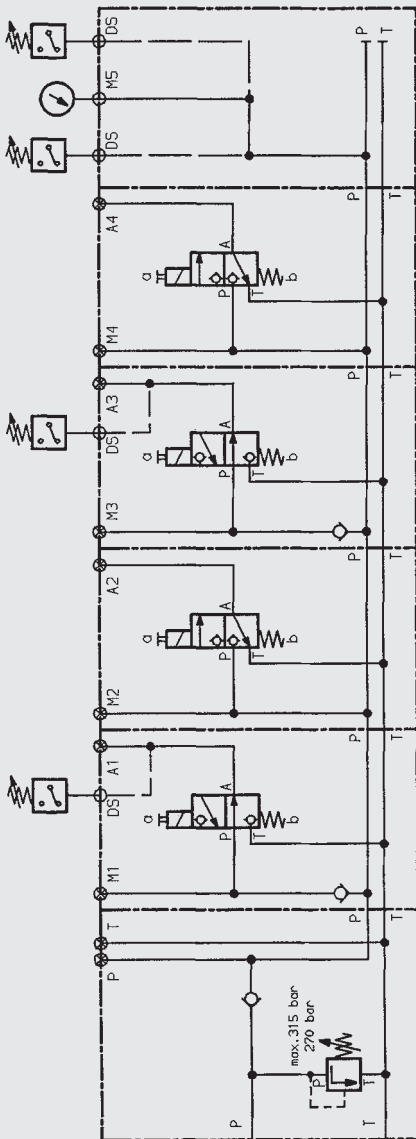 P T M1 DS A1 M2 A2 M3 DS A3 M4 A4 DS M5 DS
a a a a
max.315 bar
270 bar
P A P A P A P A
P
T T T T
b b b b
P T
P P P P P
P
T
T T T T T
T